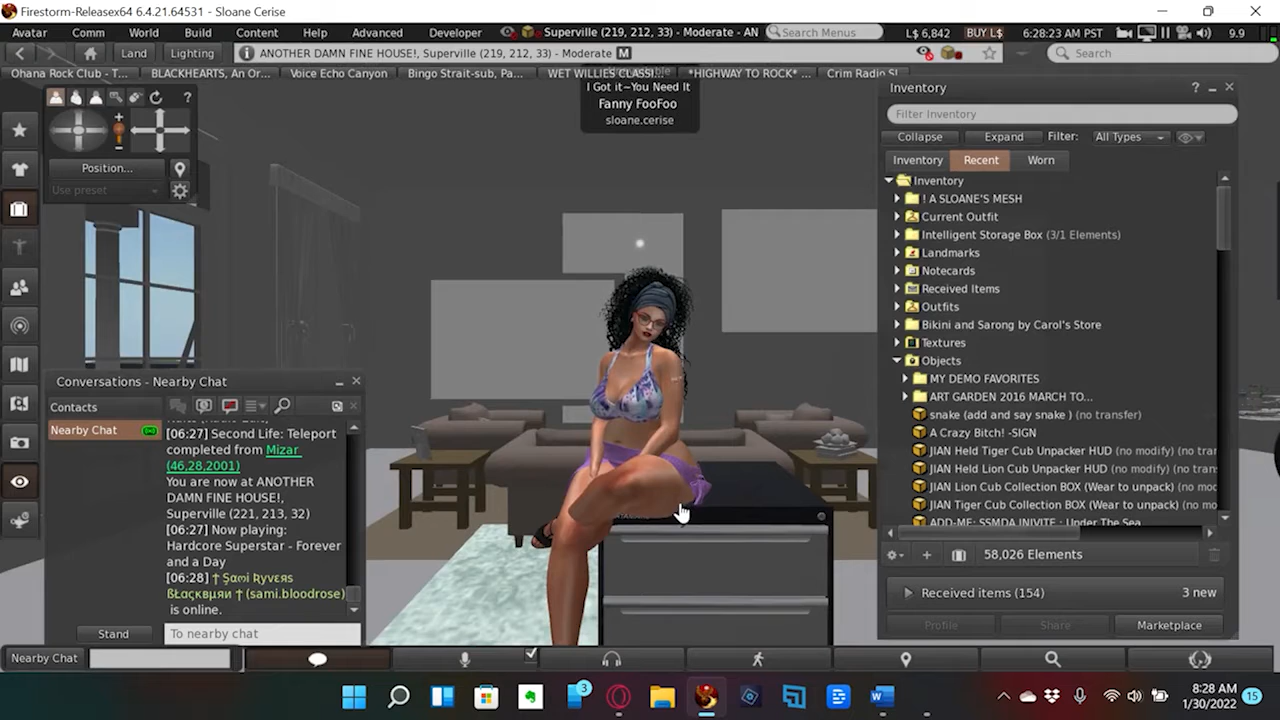 Firestorm-Releasex64 6.4.21.64531 - Sloane Cerise
Avatar Comm World Build Content Help Advanced Developer
Superville (219, 212, 33) - Moderate - AN
Search Menus
L$ 6,842
BUY L$
6:28:23 AM PST
9.9
Land
Lighting
ANOTHER DAMN FINE HOUSE!, Superville (219, 212, 33) - Moderate M
Search
Ohana Rock Club - T...
BLACKHEARTS, An Or...
Voice Echo Canyon
Bingo Strait-sub, Pa...
WET WILLIES CLASSI...
*HIGHWAY TO ROCK* ...
Crim Radio SL
I Got it~You Need It
Fanny FooFoo
sloane.cerise
?
Position...
Use preset
Inventory
?
Filter Inventory
Collapse
Expand
Filter:
All Types
Inventory
Recent
Worn
Inventory
! A SLOANE'S MESH
Current Outfit
Intelligent Storage Box (3/1 Elements)
Landmarks
Notecards
Received Items
Outfits
Bikini and Sarong by Carol's Store
Textures
Objects
MY DEMO FAVORITES
ART GARDEN 2016 MARCH TO...
snake (add and say snake ) (no transfer)
A Crazy Bitch! -SIGN
JIAN Held Tiger Cub Unpacker HUD (no modify) (no tra
JIAN Held Lion Cub Unpacker HUD (no modify) (no tran
JIAN Lion Cub Collection BOX (Wear to unpack) (no mo
JIAN Tiger Cub Collection BOX (Wear to unpack) (no mo
ADD-ME: SSMDA INIVITE : Under The Sea
58,026 Elements
Received items (154)
3 new
Profile
Share
Marketplace
Conversations - Nearby Chat
Contacts
Nearby Chat
[06:27] Second Life: Teleport
completed from Mizar
(46,28,2001)
You are now at ANOTHER
DAMN FINE HOUSE!,
Superville (221, 213, 32)
[06:27] Now playing:
Hardcore Superstar - Forever
and a Day
[06:28]
(sami.bloodrose)
is online.
Stand
To nearby chat
Nearby Chat
3
8:28 AM
1/30/2022
15